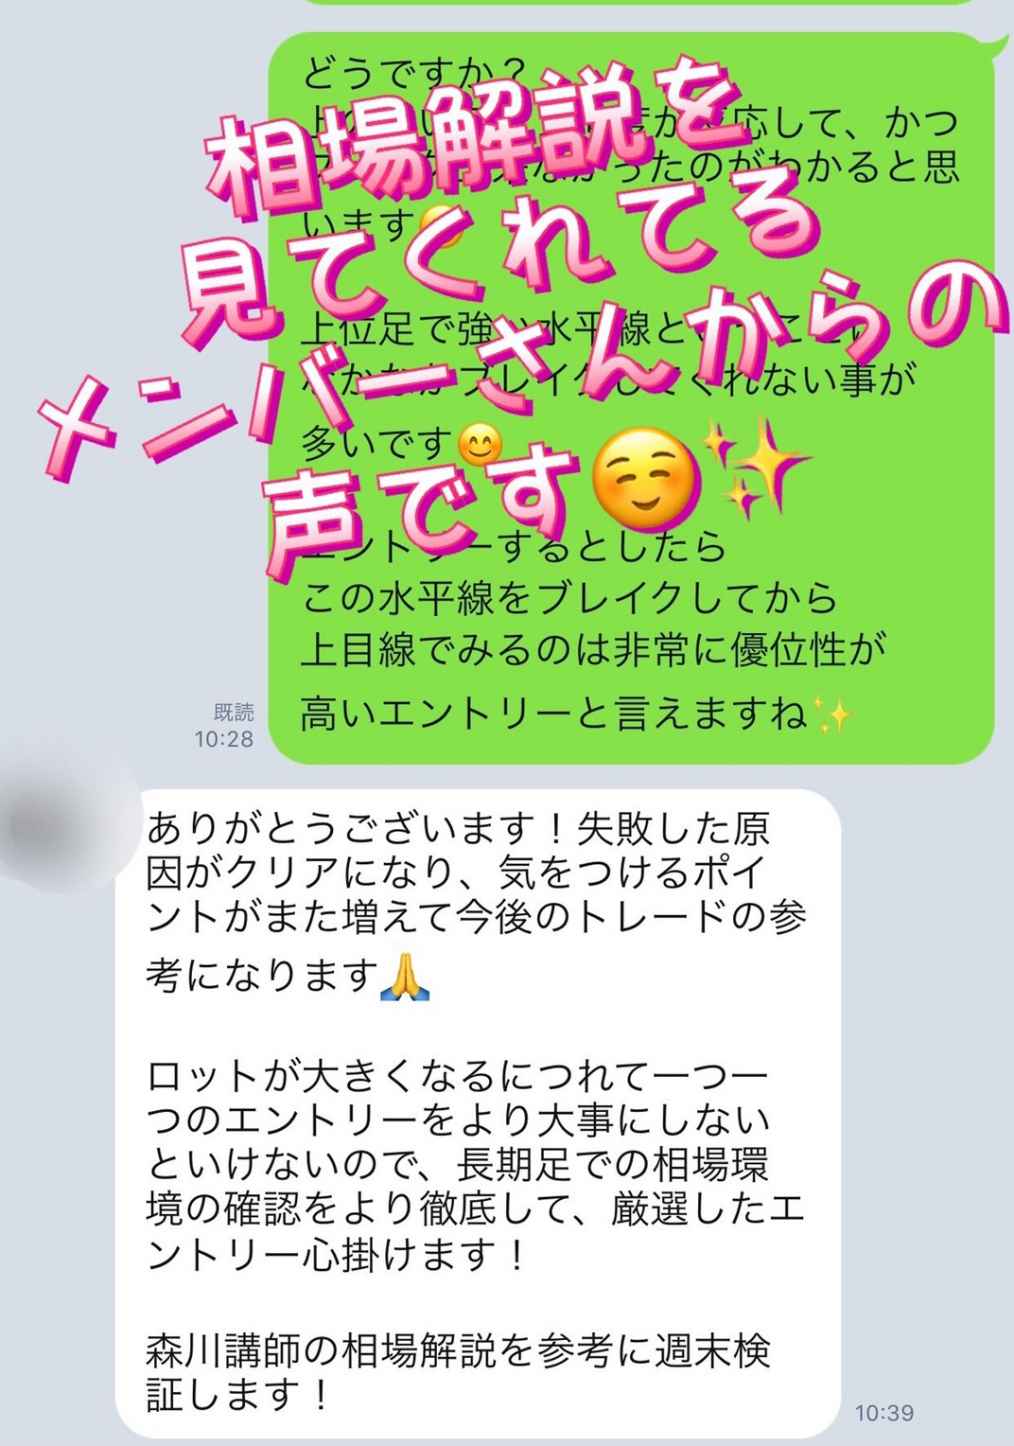 相場解説を
見てくれてる
メンバーさんからの
声です☺️✨
どうですか？
応して、かつ
ったのがわかると思
います
上位足で強い水平線と
ブレイクしてくれない事が
多いです😊
エントリーするとしたら
この水平線をブレイクしてから
上目線でみるのは非常に優位性が
高いエントリーと言えますね✨
既読
10:28
ありがとうございます！失敗した原
因がクリアになり、気をつけるポイ
ントがまた増えて今後のトレードの参
考になります🙏
ロットが大きくなるにつれて一つ一
つのエントリーをより大事にしない
といけないので、長期足での相場環
境の確認をより徹底して、厳選したエ
ントリー心掛けます！
森川講師の相場解説を参考に週末検
証します！
10:39